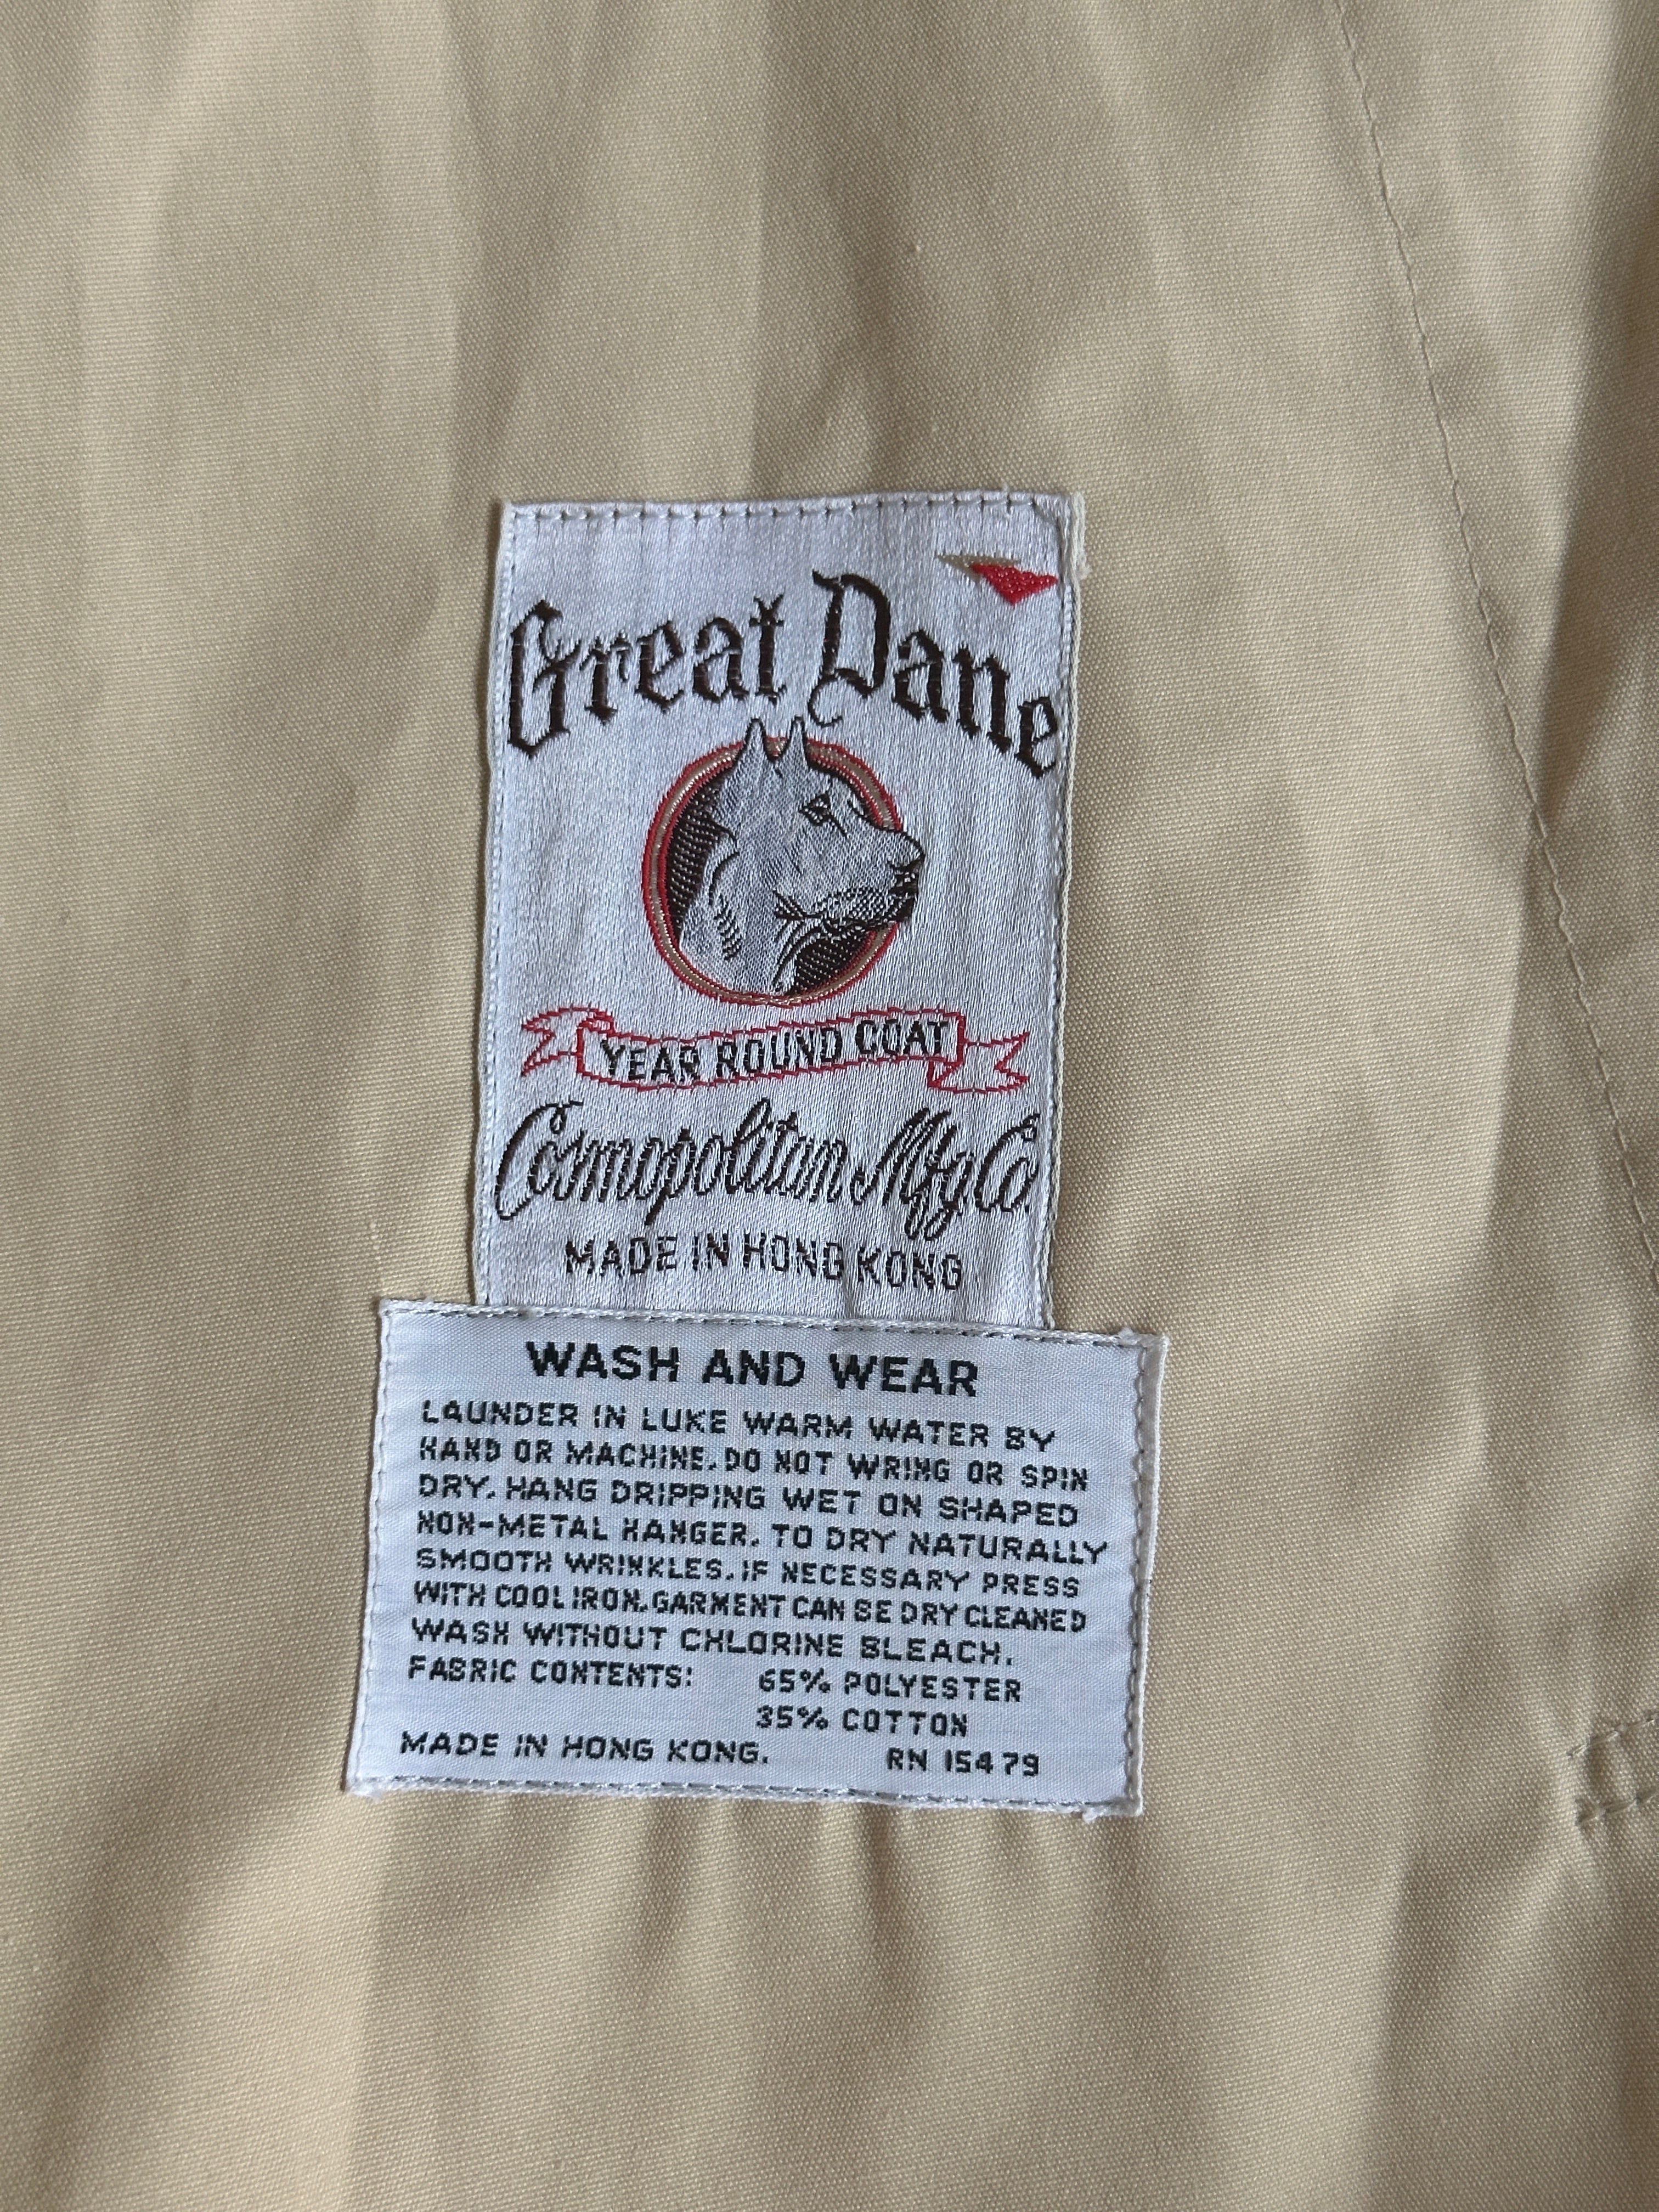 Great Dane
YEAR ROUND COAT
Cosmopolitan Mfg. Co.
MADE IN HONG KONG
WASH AND WEAR
LAUNDER IN LUKE WARM WATER BY
HAND OR MACHINE. DO NOT WRING OR SPIN
DRY. HANG DRIPPING WET ON SHAPED
NON-METAL HANGER. TO DRY NATURALLY
SMOOTH WRINKLES. IF NECESSARY PRESS
WITH COOL IRON. GARMENT CAN BE DRY CLEANED
WASH WITHOUT CHLORINE BLEACH.
FABRIC CONTENTS: 65% POLYESTER
35% COTTON
MADE IN HONG KONG. RN 15479